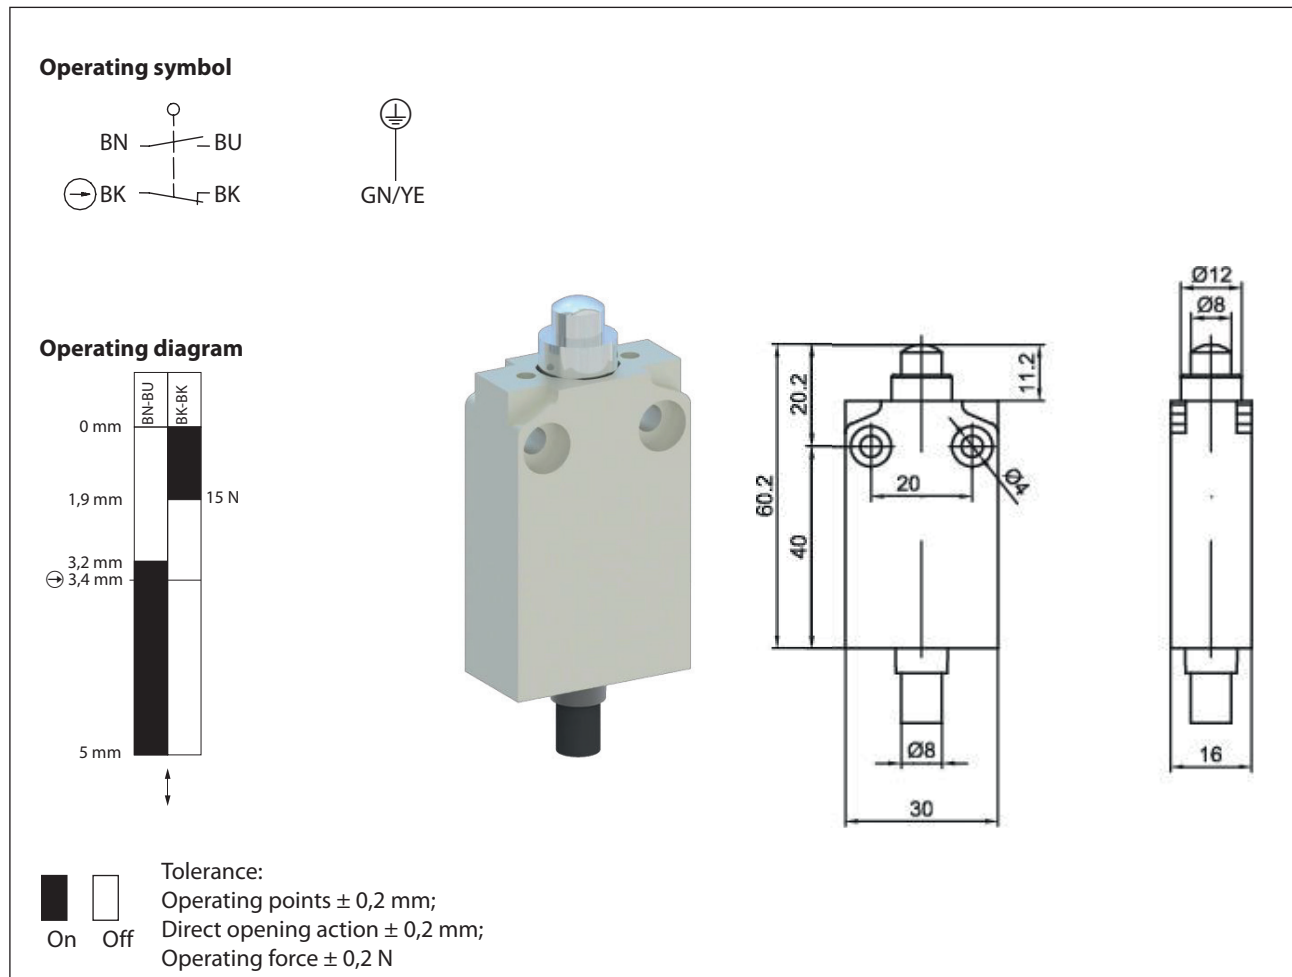 Operating symbol
BN BU
BK BK
GN/YE
Operating diagram
BN-BU
BK-BK
0 mm
1,9 mm
15 N
3,2 mm
3,4 mm
5 mm
Ø12
Ø8
11.2
20.2
60.2
20
Ø4
40
Ø8
30
16
On Off
Tolerance:
Operating points ± 0,2 mm;
Direct opening action ± 0,2 mm;
Operating force ± 0,2 N